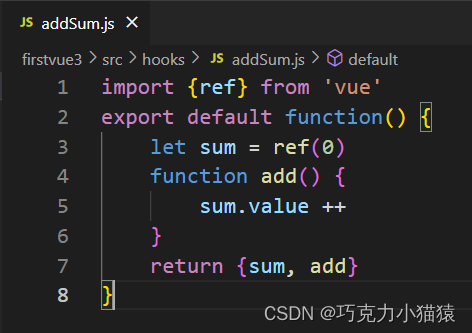 JS addSum.js ×
firstvue3 > src > hooks > JS addSum.js > default
1 import {ref} from 'vue'
2 export default function() {
3     let sum = ref(0)
4     function add() {
5         sum.value ++
6     }
7     return {sum, add}
8 }
CSDN @巧克力小猫猿